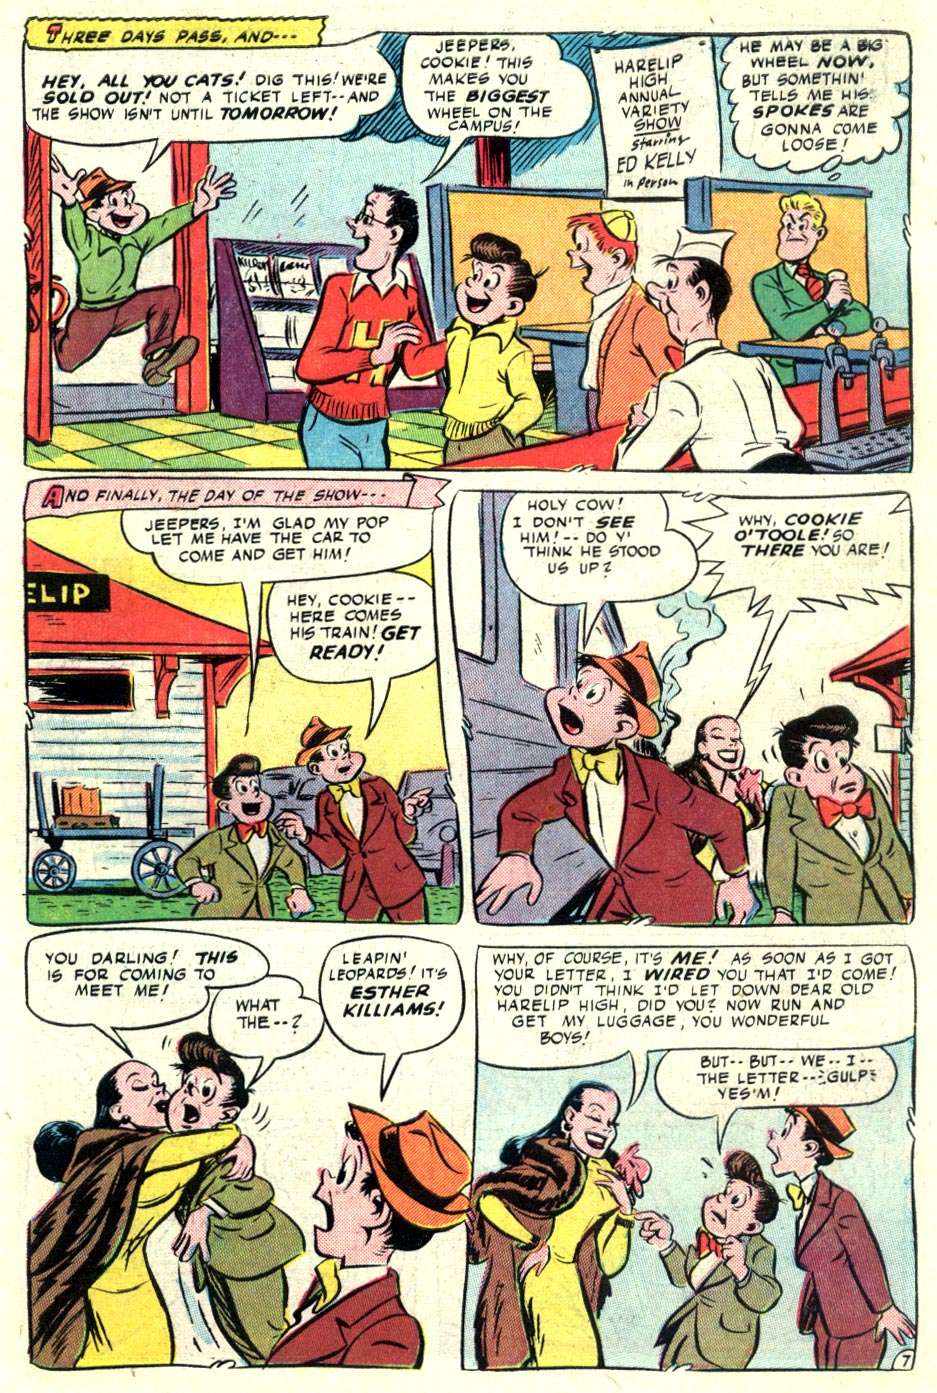 THREE DAYS PASS, AND---
HEY, ALL YOU CATS! DIG THIS! WE'RE
SOLD OUT! NOT A TICKET LEFT--AND
THE SHOW ISN'T UNTIL TOMORROW!
JEEPERS,
COOKIE! THIS
MAKES YOU
THE BIGGEST
WHEEL ON THE
CAMPUS!
HARELIP
HIGH
ANNUAL
VARIETY
SHOW
starring
ED KELLY
in person
HE MAY BE A BIG
WHEEL NOW,
BUT SOMETHIN'
TELLS ME HIS
SPOKES ARE
GONNA COME
LOOSE!
KILROY
H
AND FINALLY, THE DAY OF THE SHOW---
JEEPERS, I'M GLAD MY POP
LET ME HAVE THE CAR TO
COME AND GET HIM!
ELIP
HEY, COOKIE--
HERE COMES
HIS TRAIN! GET
READY!
HOLY COW!
I DON'T SEE
HIM!-- DO Y'
THINK HE STOOD
US UP?
WHY, COOKIE
O'TOOLE! SO
THERE YOU ARE!
YOU DARLING! THIS
IS FOR COMING TO
MEET ME!
WHAT
THE--?
LEAPIN'
LEOPARDS! IT'S
ESTHER
KILLIAMS!
WHY, OF COURSE, IT'S ME! AS SOON AS I GOT
YOUR LETTER, I WIRED YOU THAT I'D COME!
YOU DIDN'T THINK I'D LET DOWN DEAR OLD
HARELIP HIGH, DID YOU? NOW RUN AND
GET MY LUGGAGE, YOU WONDERFUL
BOYS!
BUT-- BUT-- WE-- I--
THE LETTER-- GULP
YES'M!
7